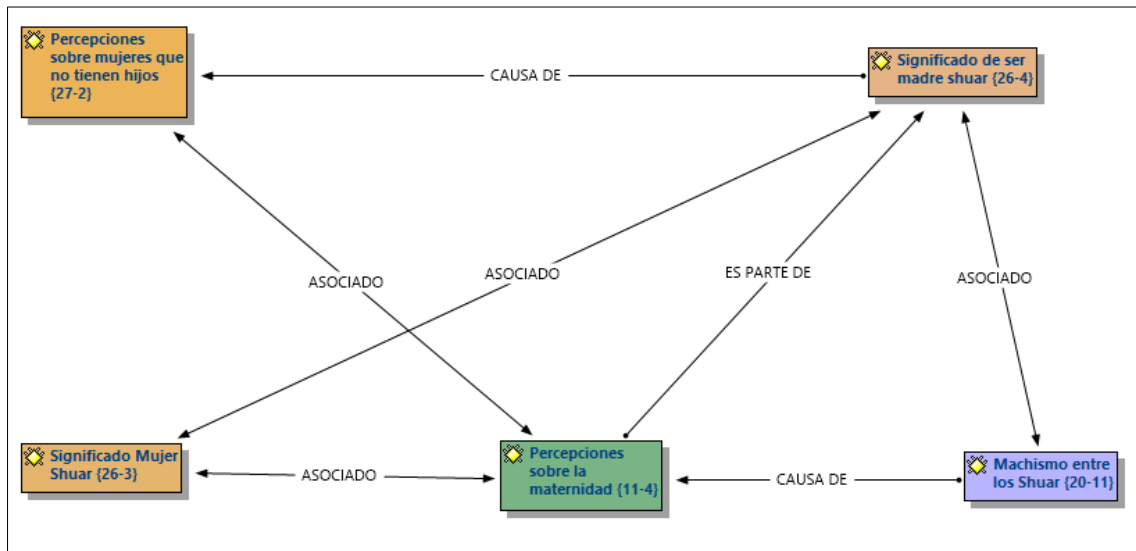 Percepciones
sobre mujeres que
no tienen hijos
{27-2}
CAUSA DE
Significado de ser
madre shuar {26-4}
ASOCIADO
ASOCIADO
ES PARTE DE
ASOCIADO
Significado Mujer
Shuar {26-3}
ASOCIADO
Percepciones
sobre la
maternidad {11-4}
CAUSA DE
Machismo entre
los Shuar {20-11}